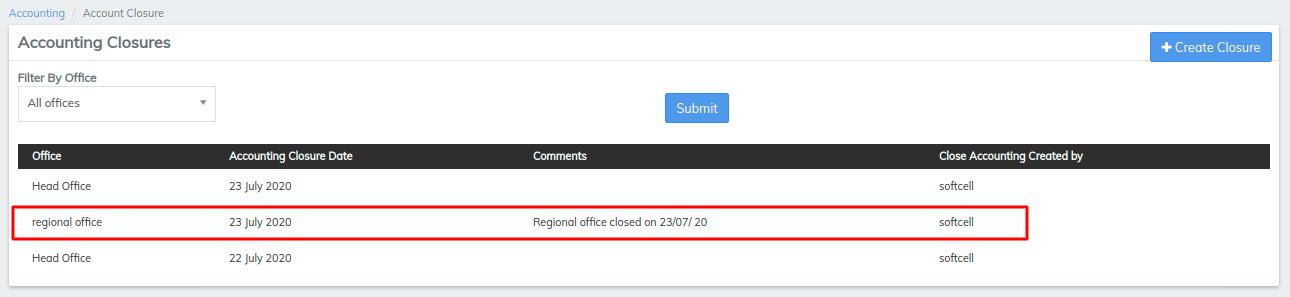 Accounting / Account Closure
Accounting Closures
+ Create Closure
Filter By Office
All offices
Submit
Office Accounting Closure Date Comments Close Accounting Created by
Head Office 23 July 2020 softcell
regional office 23 July 2020 Regional office closed on 23/07/ 20 softcell
Head Office 22 July 2020 softcell